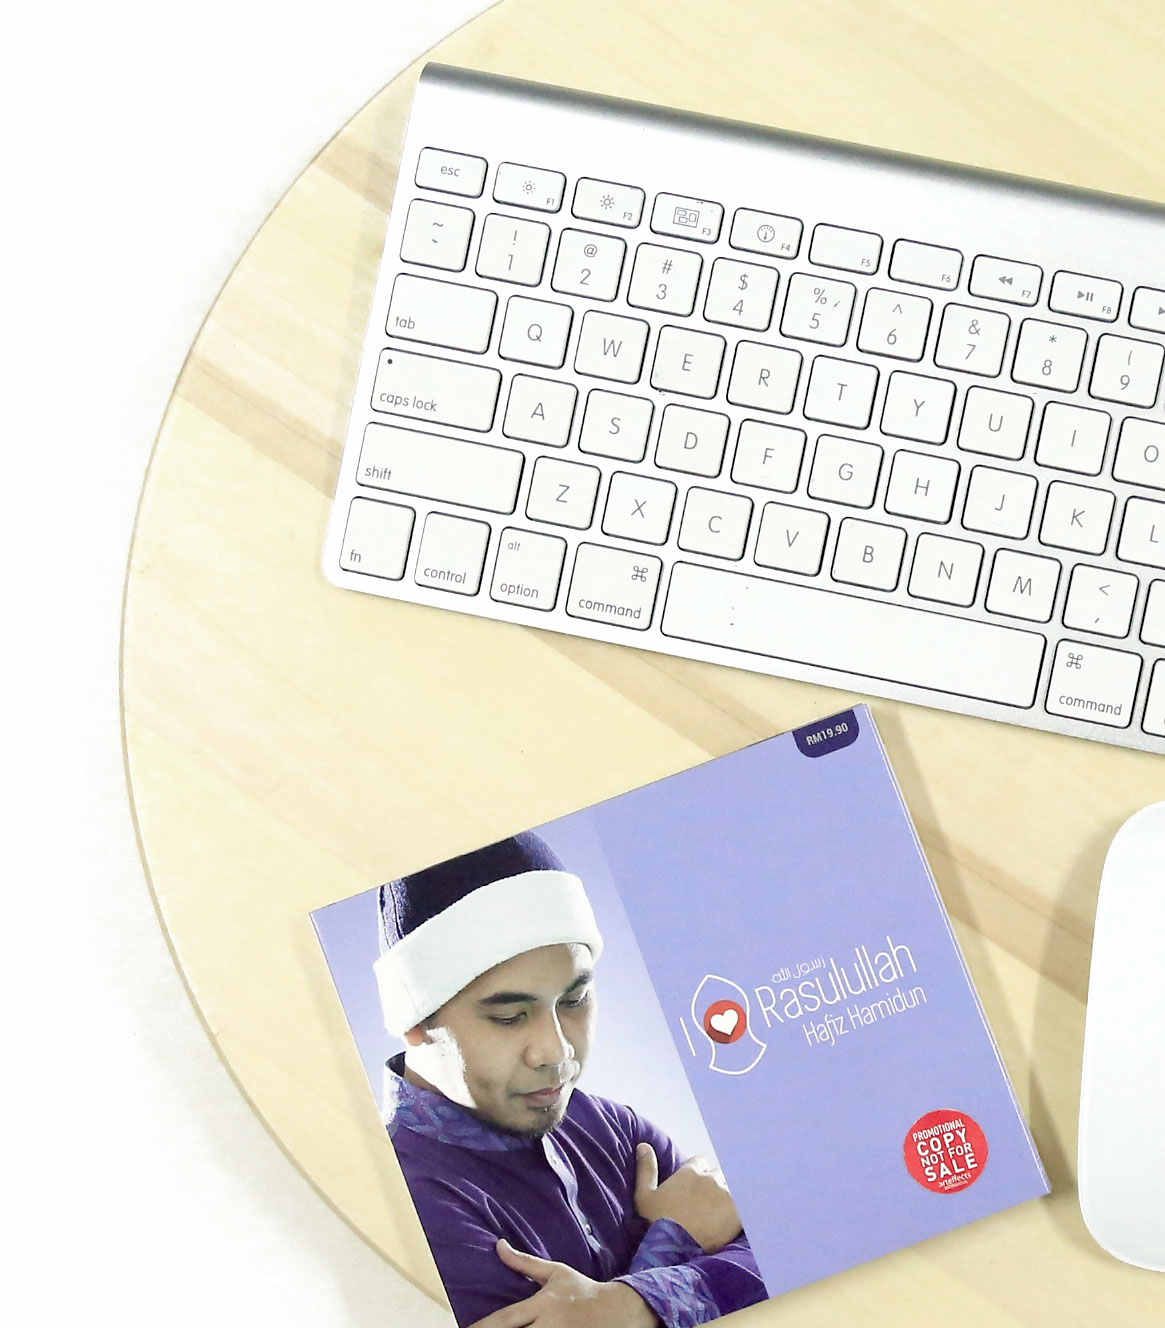 esc
F1
F2
F3
F4
F5
F6
F7
F8
~ `
! 1
@ 2
# 3
$ 4
% 5
^ 6
& 7
* 8
( 9
tab
Q W E R T Y U I O
caps lock
A S D F G H J K L
shift
Z X C V B N M < ,
fn
control
alt
option
⌘
command
⌘
command
RM19.90
رسول الله
I Rasulullah
Hafiz Hamidun
PROMOTIONAL
COPY
NOT FOR
SALE
arteffects